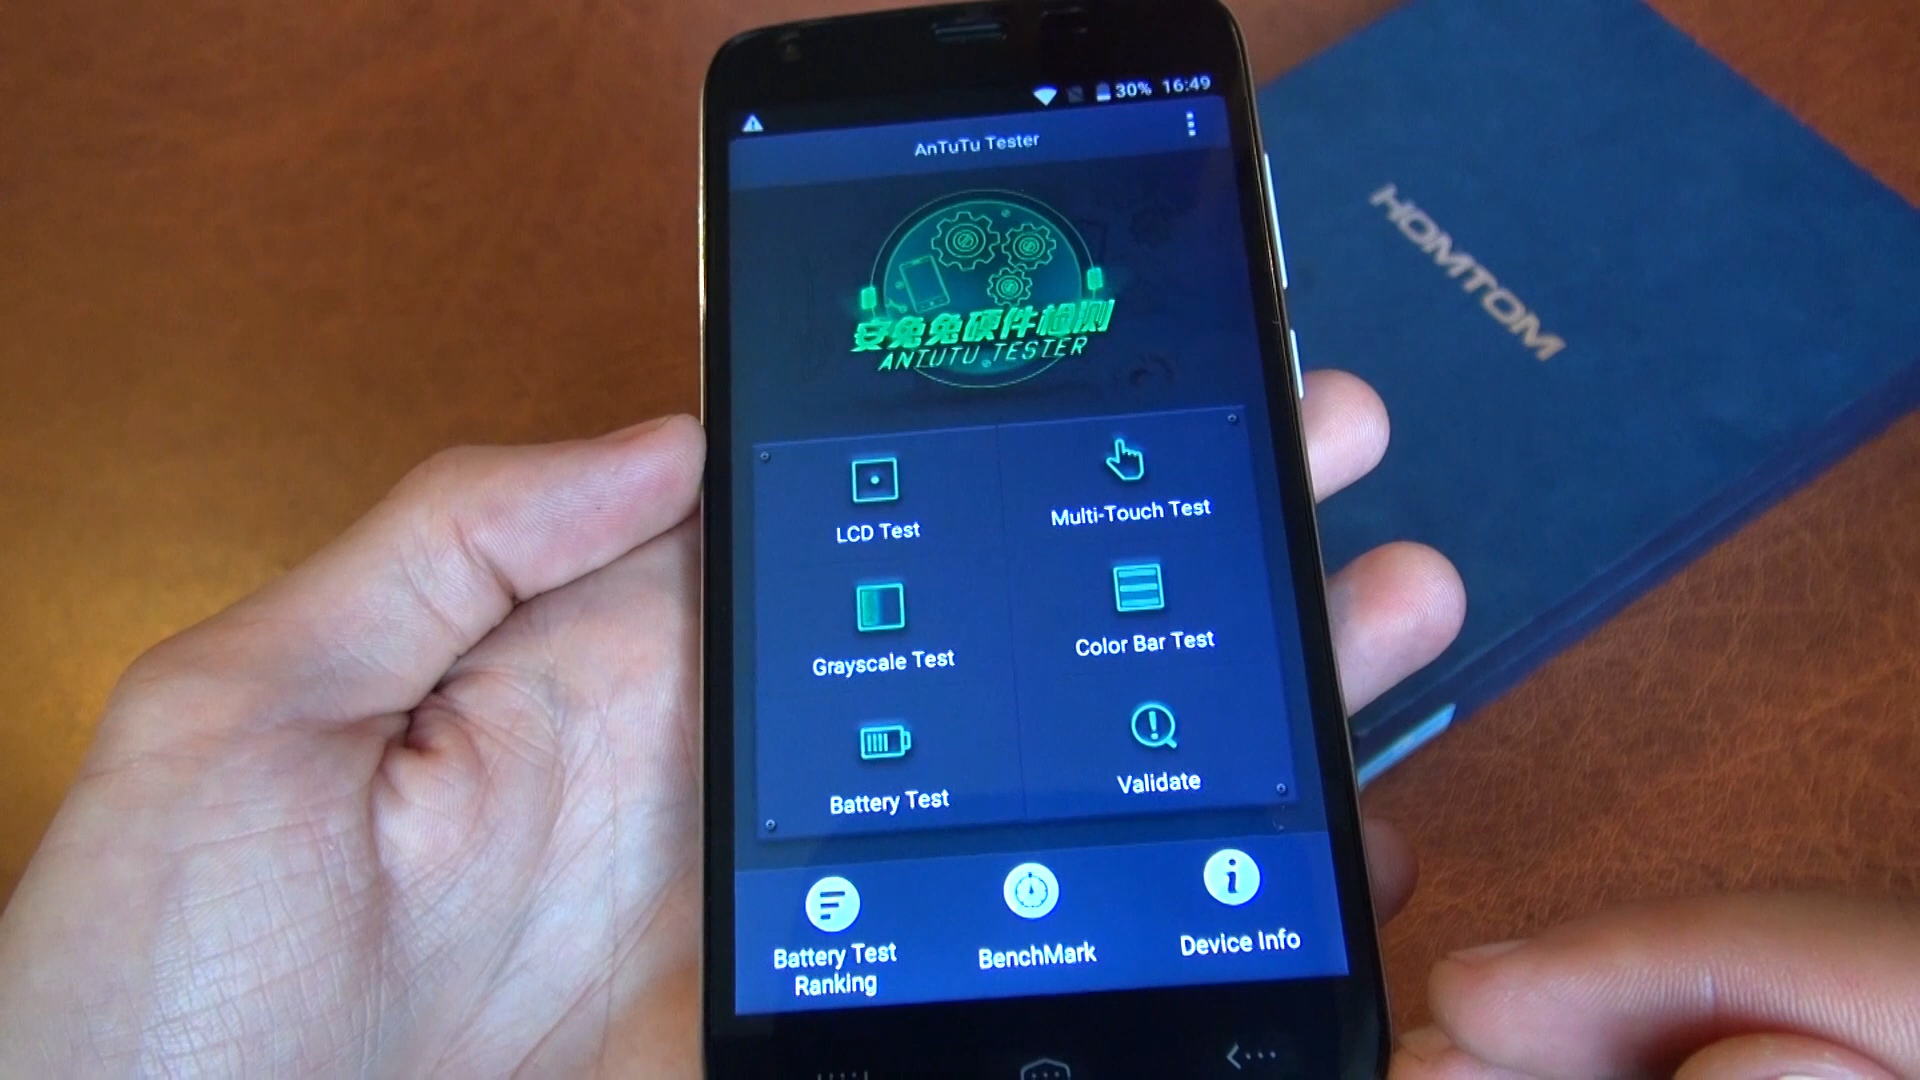 30% 16:49
AnTuTu Tester
安兔兔硬件检测
ANTUTU TESTER
HOMTOM
LCD Test
Multi-Touch Test
Grayscale Test
Color Bar Test
Battery Test
Validate
Battery Test
Ranking
BenchMark
Device Info